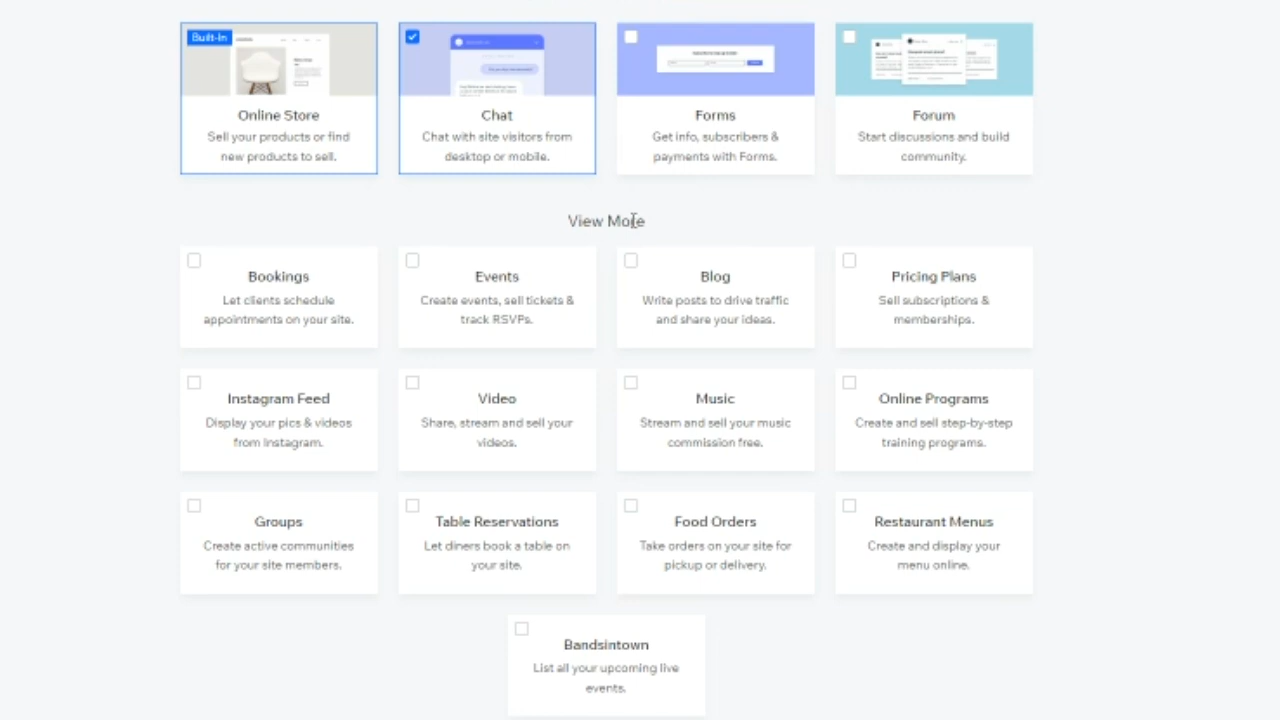 Built-In
Online Store
Sell your products or find
new products to sell.
Chat
Chat with site visitors from
desktop or mobile.
Forms
Get info, subscribers &
payments with Forms.
Forum
Start discussions and build
community.
View More
Bookings
Let clients schedule
appointments on your site.
Events
Create events, sell tickets &
track RSVPs.
Blog
Write posts to drive traffic
and share your ideas.
Pricing Plans
Sell subscriptions &
memberships.
Instagram Feed
Display your pics & videos
from Instagram.
Video
Share, stream and sell your
videos.
Music
Stream and sell your music
commission free.
Online Programs
Create and sell step-by-step
training programs.
Groups
Create active communities
for your site members.
Table Reservations
Let diners book a table on
your site.
Food Orders
Take orders on your site for
pickup or delivery.
Restaurant Menus
Create and display your
menu online.
Bandsintown
List all your upcoming live
events.